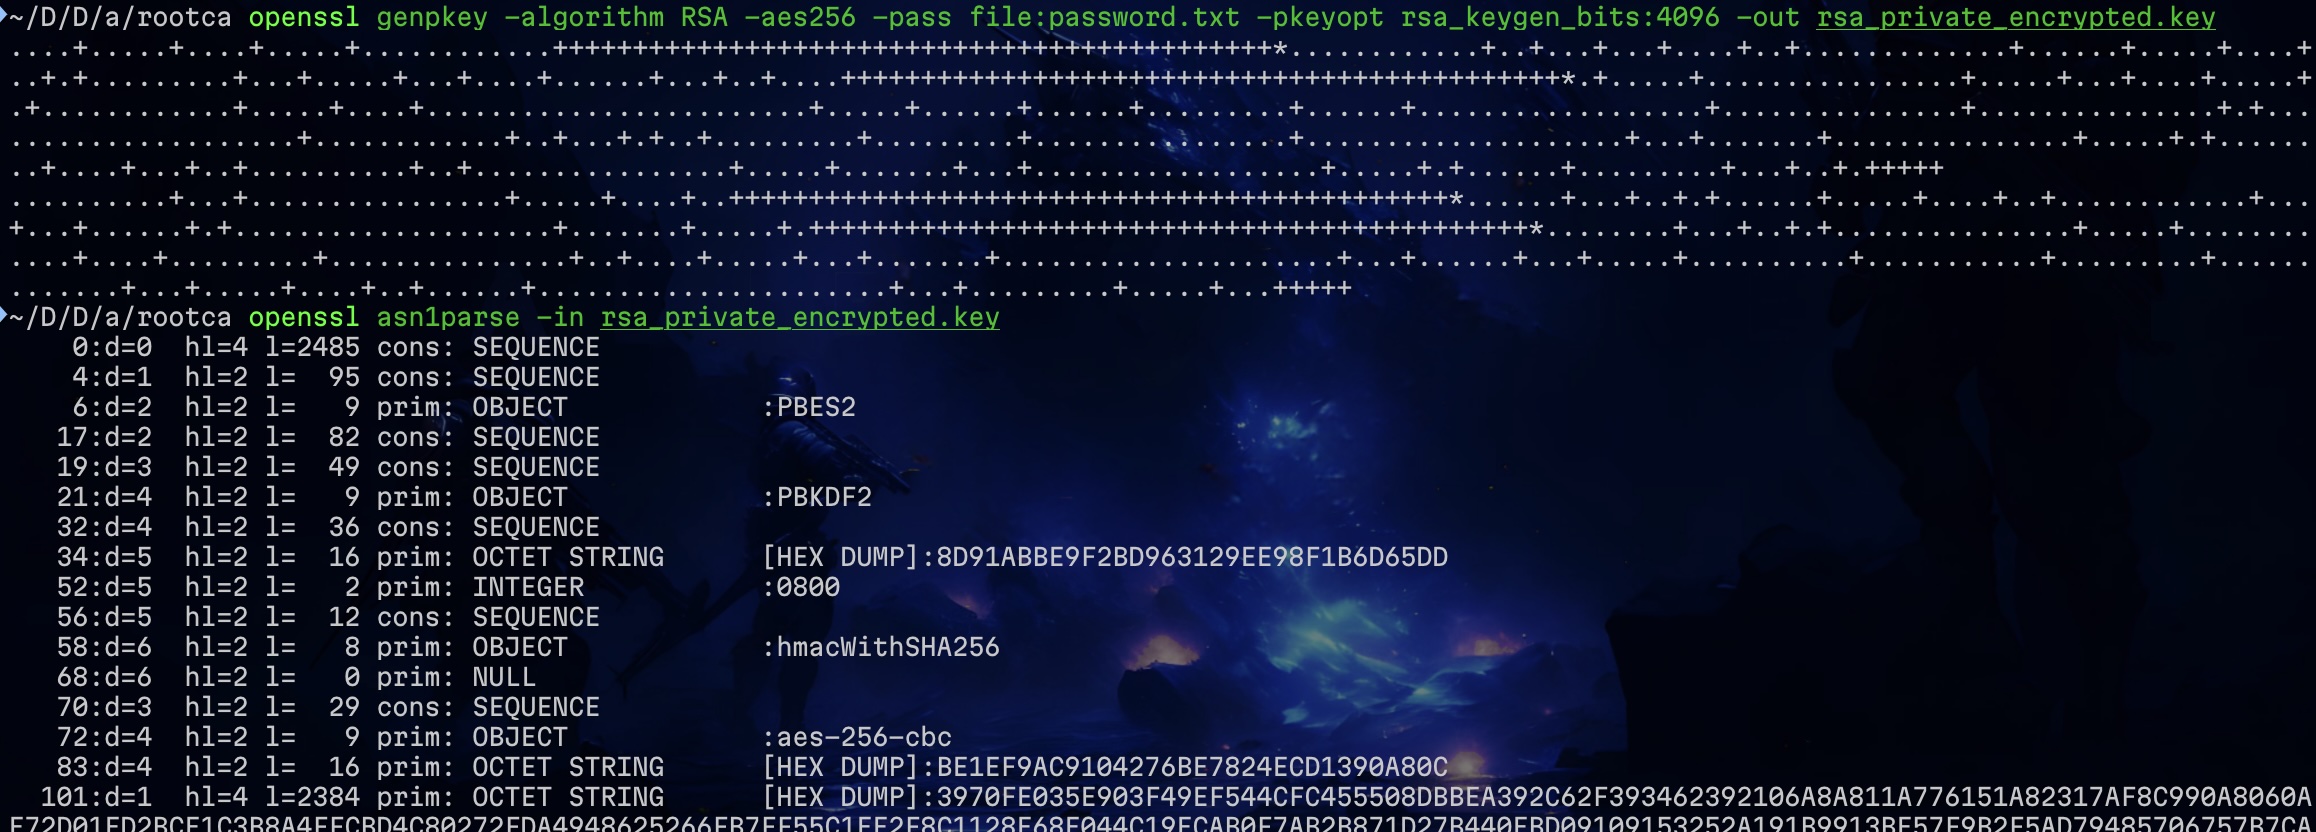 ~/D/D/a/rootca openssl genpkey -algorithm RSA -aes256 -pass file:password.txt -pkeyopt rsa_keygen_bits:4096 -out rsa_private_encrypted.key
....+.....+....+.....+............+++++++++++++++++++++++++++++++++++++++++++++*............+..+...+...+....+..+.............+......+.....+....+
..+.+.........+...+.....+...+....+......+...+..+....+++++++++++++++++++++++++++++++++++++++++++++*.+.....+................+.....+...+....+.....+
.+............+.....+....+........................+.....+......+......+.........+......+..................+...............+...............+.+...
..................+............+..+...+.+..+.........+.........+................+....................+...+.......+...............+.....+.+......
..+....+...+..+..........+..+................+.....+.......+...+..................+.....+.+......+.........+...+..+.+++++
..........+...+................+.....+....+..+++++++++++++++++++++++++++++++++++++++++++++*......+...+..+.+......+.....+....+..+............+...
+...+......+.+....................+.......+.....+.+++++++++++++++++++++++++++++++++++++++++++++*........+...+..+.+...............+.....+........
....+....+.........+...............+..+....+.....+...+.......+.....................+...+......+...+.....+..........+...........+.........+......
.......+..+......+....+..+......+......................+...+.........+.....+...+++++
~/D/D/a/rootca openssl asn1parse -in rsa_private_encrypted.key
0:d=0 hl=4 l=2485 cons: SEQUENCE
4:d=1 hl=2 l= 95 cons: SEQUENCE
6:d=2 hl=2 l= 9 prim: OBJECT :PBES2
17:d=2 hl=2 l= 82 cons: SEQUENCE
19:d=3 hl=2 l= 49 cons: SEQUENCE
21:d=4 hl=2 l= 9 prim: OBJECT :PBKDF2
32:d=4 hl=2 l= 36 cons: SEQUENCE
34:d=5 hl=2 l= 16 prim: OCTET STRING [HEX DUMP]:8D91ABBE9F2BD963129EE98F1B6D65DD
52:d=5 hl=2 l= 2 prim: INTEGER :0800
56:d=5 hl=2 l= 12 cons: SEQUENCE
58:d=6 hl=2 l= 8 prim: OBJECT :hmacWithSHA256
68:d=6 hl=2 l= 0 prim: NULL
70:d=3 hl=2 l= 29 cons: SEQUENCE
72:d=4 hl=2 l= 9 prim: OBJECT :aes-256-cbc
83:d=4 hl=2 l= 16 prim: OCTET STRING [HEX DUMP]:BE1EF9AC9104276BE7824ECD1390A80C
101:d=1 hl=4 l=2384 prim: OCTET STRING [HEX DUMP]:3970FE035E903F49EF544CFC455508DBBEA392C62F393462392106A8A811A776151A82317AF8C990A8060A